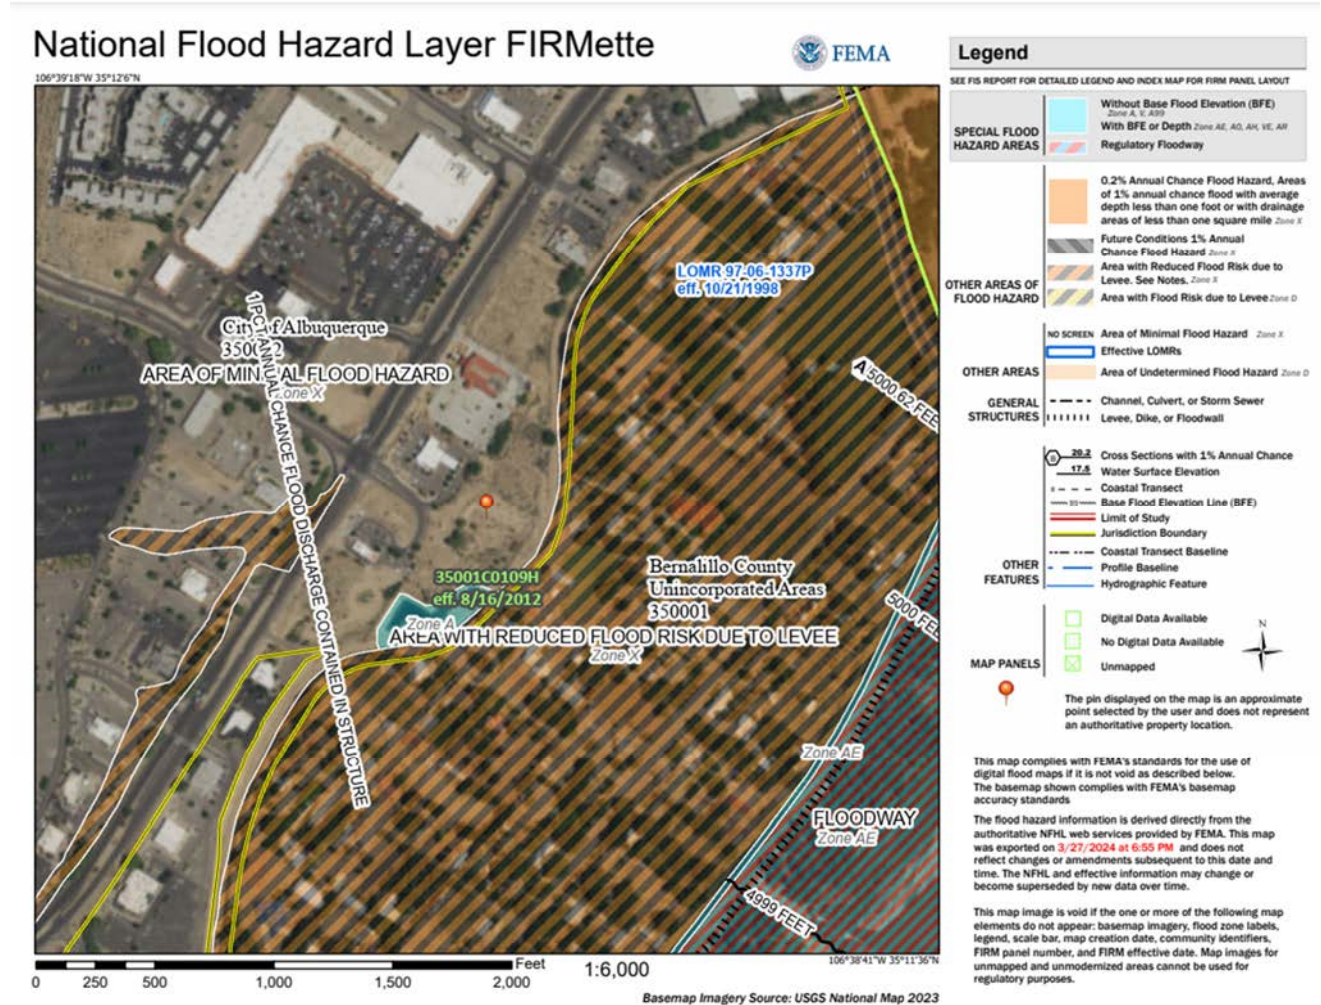 National Flood Hazard Layer FIRMette
FEMA
106°39'18"W 35°12'6"N
LOMR 97-06-1337P
eff. 10/21/1998
City of Albuquerque
AREA OF MINIMAL FLOOD HAZARD
Zone X
1 PCT ANNUAL CHANCE FLOOD DISCHARGE CONTAINED IN STRUCTURE
A 5000.62 FEE
35001C0109H
eff. 8/16/2012
Zone A
Bernalillo County
Unincorporated Areas
350001
AREA WITH REDUCED FLOOD RISK DUE TO LEVEE
Zone X
5000 FEE
Zone AE
FLOODWAY
Zone AE
4999 FEET
106°38'41"W 35°11'36"N
0 250 500 1,000 1,500 2,000
Feet
1:6,000
Basemap Imagery Source: USGS National Map 2023
Legend
SEE FIS REPORT FOR DETAILED LEGEND AND INDEX MAP FOR FIRM PANEL LAYOUT
SPECIAL FLOOD
HAZARD AREAS
Without Base Flood Elevation (BFE)
Zone A, V, A99
With BFE or Depth Zone AE, AO, AH, VE, AR
Regulatory Floodway
OTHER AREAS OF
FLOOD HAZARD
0.2% Annual Chance Flood Hazard, Areas
of 1% annual chance flood with average
depth less than one foot or with drainage
areas of less than one square mile Zone X
Future Conditions 1% Annual
Chance Flood Hazard Zone X
Area with Reduced Flood Risk due to
Levee. See Notes. Zone X
Area with Flood Risk due to Levee Zone D
OTHER AREAS
NO SCREEN Area of Minimal Flood Hazard Zone X
Effective LOMRs
Area of Undetermined Flood Hazard Zone D
GENERAL
STRUCTURES
Channel, Culvert, or Storm Sewer
Levee, Dike, or Floodwall
OTHER
FEATURES
B 20.2 Cross Sections with 1% Annual Chance
17.5 Water Surface Elevation
8 Coastal Transect
513 Base Flood Elevation Line (BFE)
Limit of Study
Jurisdiction Boundary
Coastal Transect Baseline
Profile Baseline
Hydrographic Feature
MAP PANELS
Digital Data Available
No Digital Data Available
Unmapped
N
The pin displayed on the map is an approximate
point selected by the user and does not represent
an authoritative property location.
This map complies with FEMA's standards for the use of
digital flood maps if it is not void as described below.
The basemap shown complies with FEMA's basemap
accuracy standards
The flood hazard information is derived directly from the
authoritative NFHL web services provided by FEMA. This map
was exported on 3/27/2024 at 6:55 PM and does not
reflect changes or amendments subsequent to this date and
time. The NFHL and effective information may change or
become superseded by new data over time.
This map image is void if the one or more of the following map
elements do not appear: basemap imagery, flood zone labels,
legend, scale bar, map creation date, community identifiers,
FIRM panel number, and FIRM effective date. Map images for
unmapped and unmodernized areas cannot be used for
regulatory purposes.